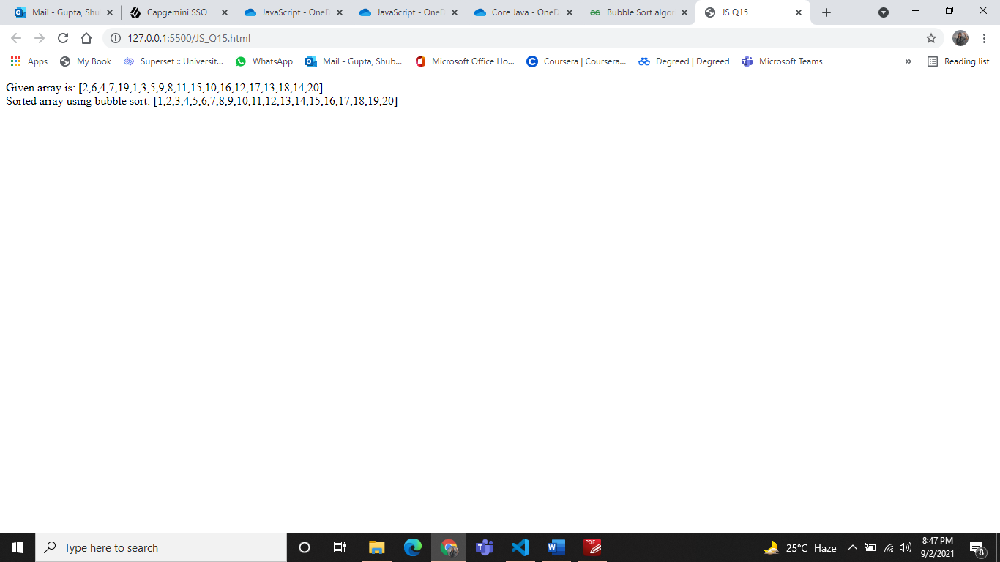 Mail - Gupta, Shu
Capgemini SSO
JavaScript - OneD
JavaScript - OneD
Core Java - OneD
Bubble Sort algor
JS Q15
127.0.0.1:5500/JS_Q15.html
Apps
My Book
Superset :: Universit...
WhatsApp
Mail - Gupta, Shub...
Microsoft Office Ho...
Coursera | Coursera...
Degreed | Degreed
Microsoft Teams
»
Reading list
Given array is: [2,6,4,7,19,1,3,5,9,8,11,15,10,16,12,17,13,18,14,20]
Sorted array using bubble sort: [1,2,3,4,5,6,7,8,9,10,11,12,13,14,15,16,17,18,19,20]
Type here to search
PDF
25°C Haze
8:47 PM
9/2/2021
8